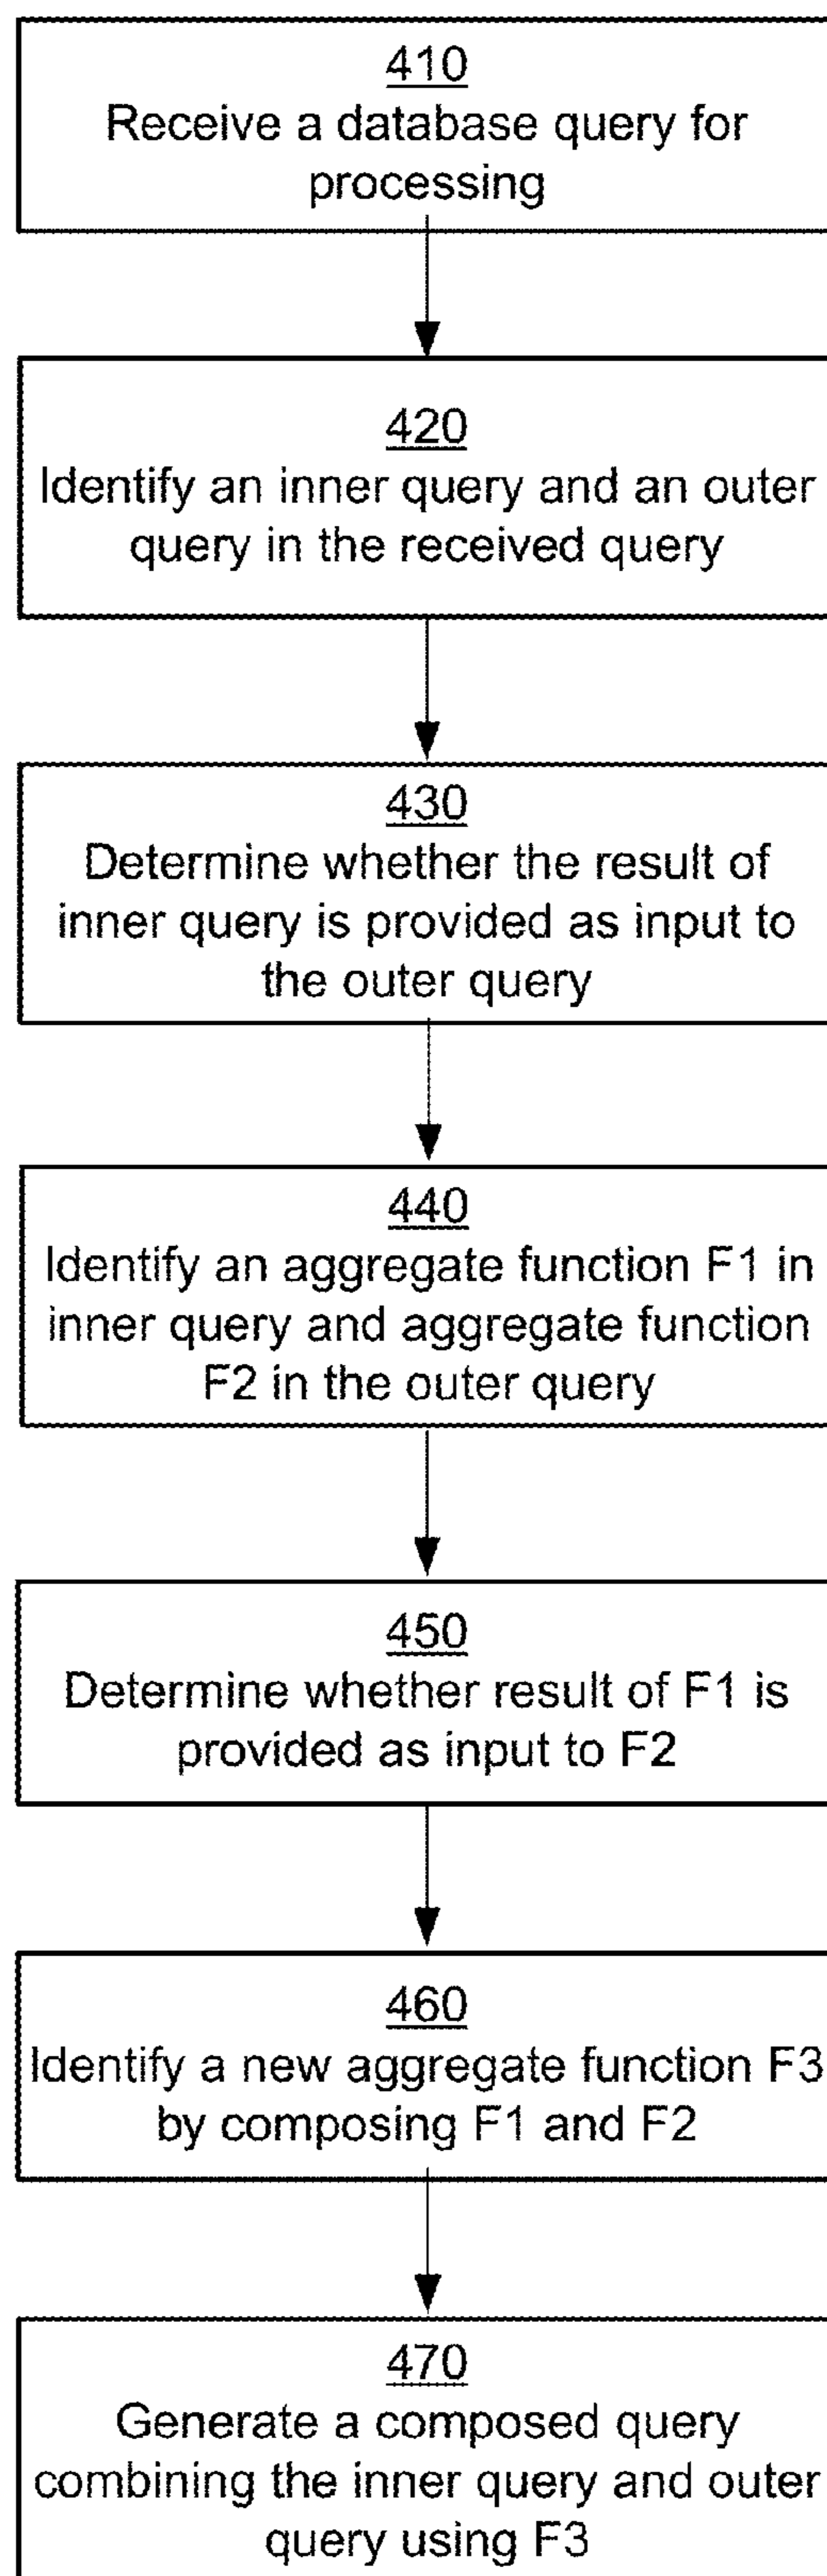 410
Receive a database query for
processing
420
Identify an inner query and an outer
query in the received query
430
Determine whether the result of
inner query is provided as input to
the outer query
440
Identify an aggregate function F1 in
inner query and aggregate function
F2 in the outer query
450
Determine whether result of F1 is
provided as input to F2
460
Identify a new aggregate function F3
by composing F1 and F2
470
Generate a composed query
combining the inner query and outer
query using F3